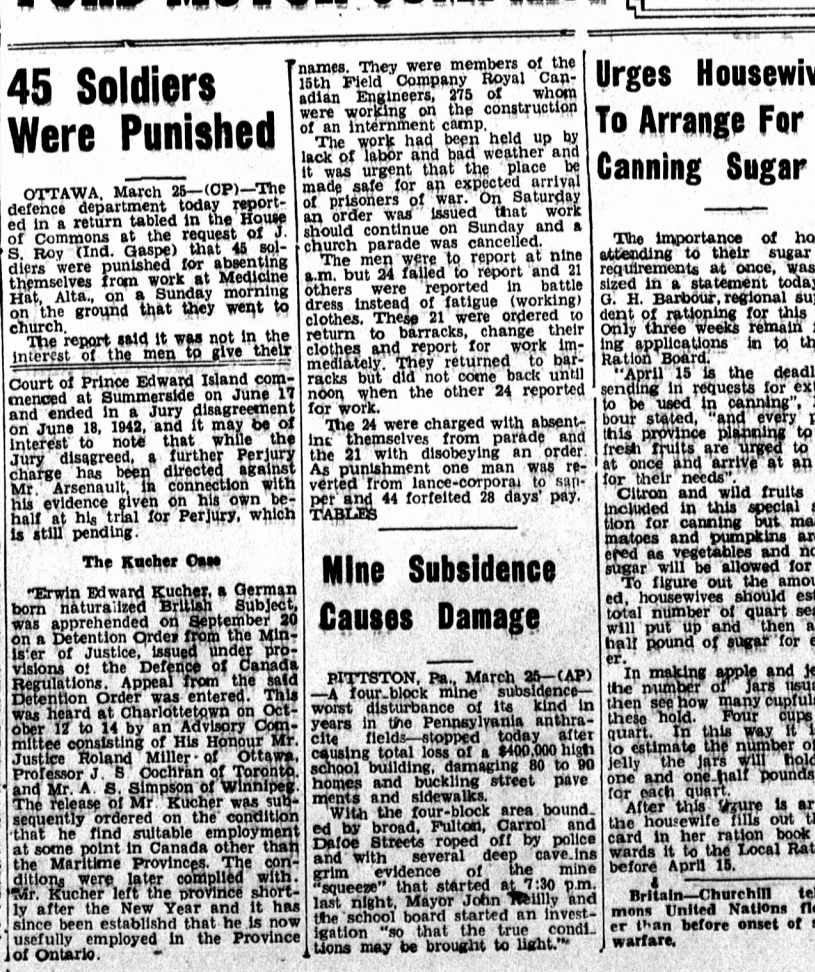 45 Soldiers
Were Punished
OTTAWA, March 25—(CP)—The
defence department today report-
ed in a return tabled in the House
of Commons at the request of J.
S. Roy (Ind. Gaspe) that 45 sol-
diers were punished for absenting
themselves from work at Medicine
Hat, Alta., on a Sunday morning
on the ground that they went to
church.
The report said it was not in the
interest of the men to give their
names. They were members of the
15th Field Company Royal Can-
adian Engineers, 275 of whom
were working on the construction
of an internment camp.
The work had been held up by
lack of labor and bad weather and
it was urgent that the place be
made safe for an expected arrival
of prisoners of war. On Saturday
an order was issued that work
should continue on Sunday and a
church parade was cancelled.
The men were to report at nine
a.m. but 24 failed to report and 21
others were reported in battle
dress instead of fatigue (working)
clothes. These 21 were ordered to
return to barracks, change their
clothes and report for work im-
mediately. They returned to bar-
racks but did not come back until
noon when the other 24 reported
for work.
The 24 were charged with absent-
inc themselves from parade and
the 21 with disobeying an order.
As punishment one man was re-
verted from lance-corporal to sap-
per and 44 forfeited 28 days' pay.
TABLES
Court of Prince Edward Island com-
menced at Summerside on June 17
and ended in a Jury disagreement
on June 18, 1942, and it may be of
interest to note that while the
Jury disagreed, a further Perjury
charge has been directed against
Mr. Arsenault, in connection with
his evidence given on his own be-
half at his trial for Perjury, which
is still pending.
The Kucher Case
"Erwin Edward Kucher, a German
born naturalized British Subject,
was apprehended on September 20
on a Detention Order from the Min-
ister of Justice, issued under pro-
visions of the Defence of Canada
Regulations. Appeal from the said
Detention Order was entered. This
was heard at Charlottetown on Oct-
ober 12 to 14 by an Advisory Com-
mittee consisting of His Honour Mr.
Justice Roland Miller of Ottawa,
Professor J. S Cochran of Toronto,
and Mr. A. S. Simpson of Winnipeg.
The release of Mr. Kucher was sub-
sequently ordered on the condition
that he find suitable employment
at some point in Canada other than
the Maritime Provinces. The con-
ditions were later complied with.
Mr. Kucher left the province short-
ly after the New Year and it has
since been establishd that he is now
usefully employed in the Province
of Ontario.
Mine Subsidence
Causes Damage
PITTSTON, Pa., March 25—(AP)
—A four-block mine subsidence—
worst disturbance of its kind in
years in the Pennsylvania anthra-
cite fields—stopped today after
causing total loss of a $400,000 high
school building, damaging 80 to 90
homes and buckling street pave
ments and sidewalks.
With the four-block area bound-
ed by broad, Fulton, Carrol and
Dafoe Streets roped off by police
and with several deep cave-ins
grim evidence of the mine
"squeeze" that started at 7:30 p.m.
last night, Mayor John Reilly and
the school board started an invest-
igation "so that the true condi-
tions may be brought to light."
Urges Housewiv
To Arrange For
Canning Sugar
The importance of ho
attending to their sugar
requirements at once, was
sized in a statement today
G. H. Barbour, regional su
dent of rationing for this
Only three weeks remain
ing applications in to th
Ration Board.
"April 15 is the deadl
sending in requests for ext
to be used in canning",
bour stated, "and every p
this province planning to
fresh fruits are urged to
at once and arrive at an
for their needs".
Citron and wild fruits
included in this special s
tion for canning but ma
matoes and pumpkins ar
ered as vegetables and no
sugar will be allowed for
To figure out the amou
ed, housewives should est
total number of quart sea
will put up and then a
half pound of sugar for e
er.
In making apple and je
the number of jars usu
then see how many cupfuls
these hold. Four cups
quart. In this way it i
to estimate the number of
jelly the jars will hold
one and one-half pounds
for each quart.
After this figure is ar
the housewife fills out th
card in her ration book
wards it to the Local Rat
before April 15.
Britain—Churchill tel
mons United Nations fle
er than before onset of s
warfare.